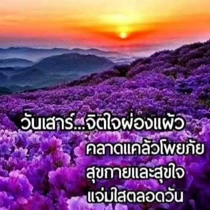 วันเสาร์...จิตใจผ่องแผ้ว
คลาดแคล้วโพยภัย
สุขกายและสุขใจ
แจ่มใสตลอดวัน